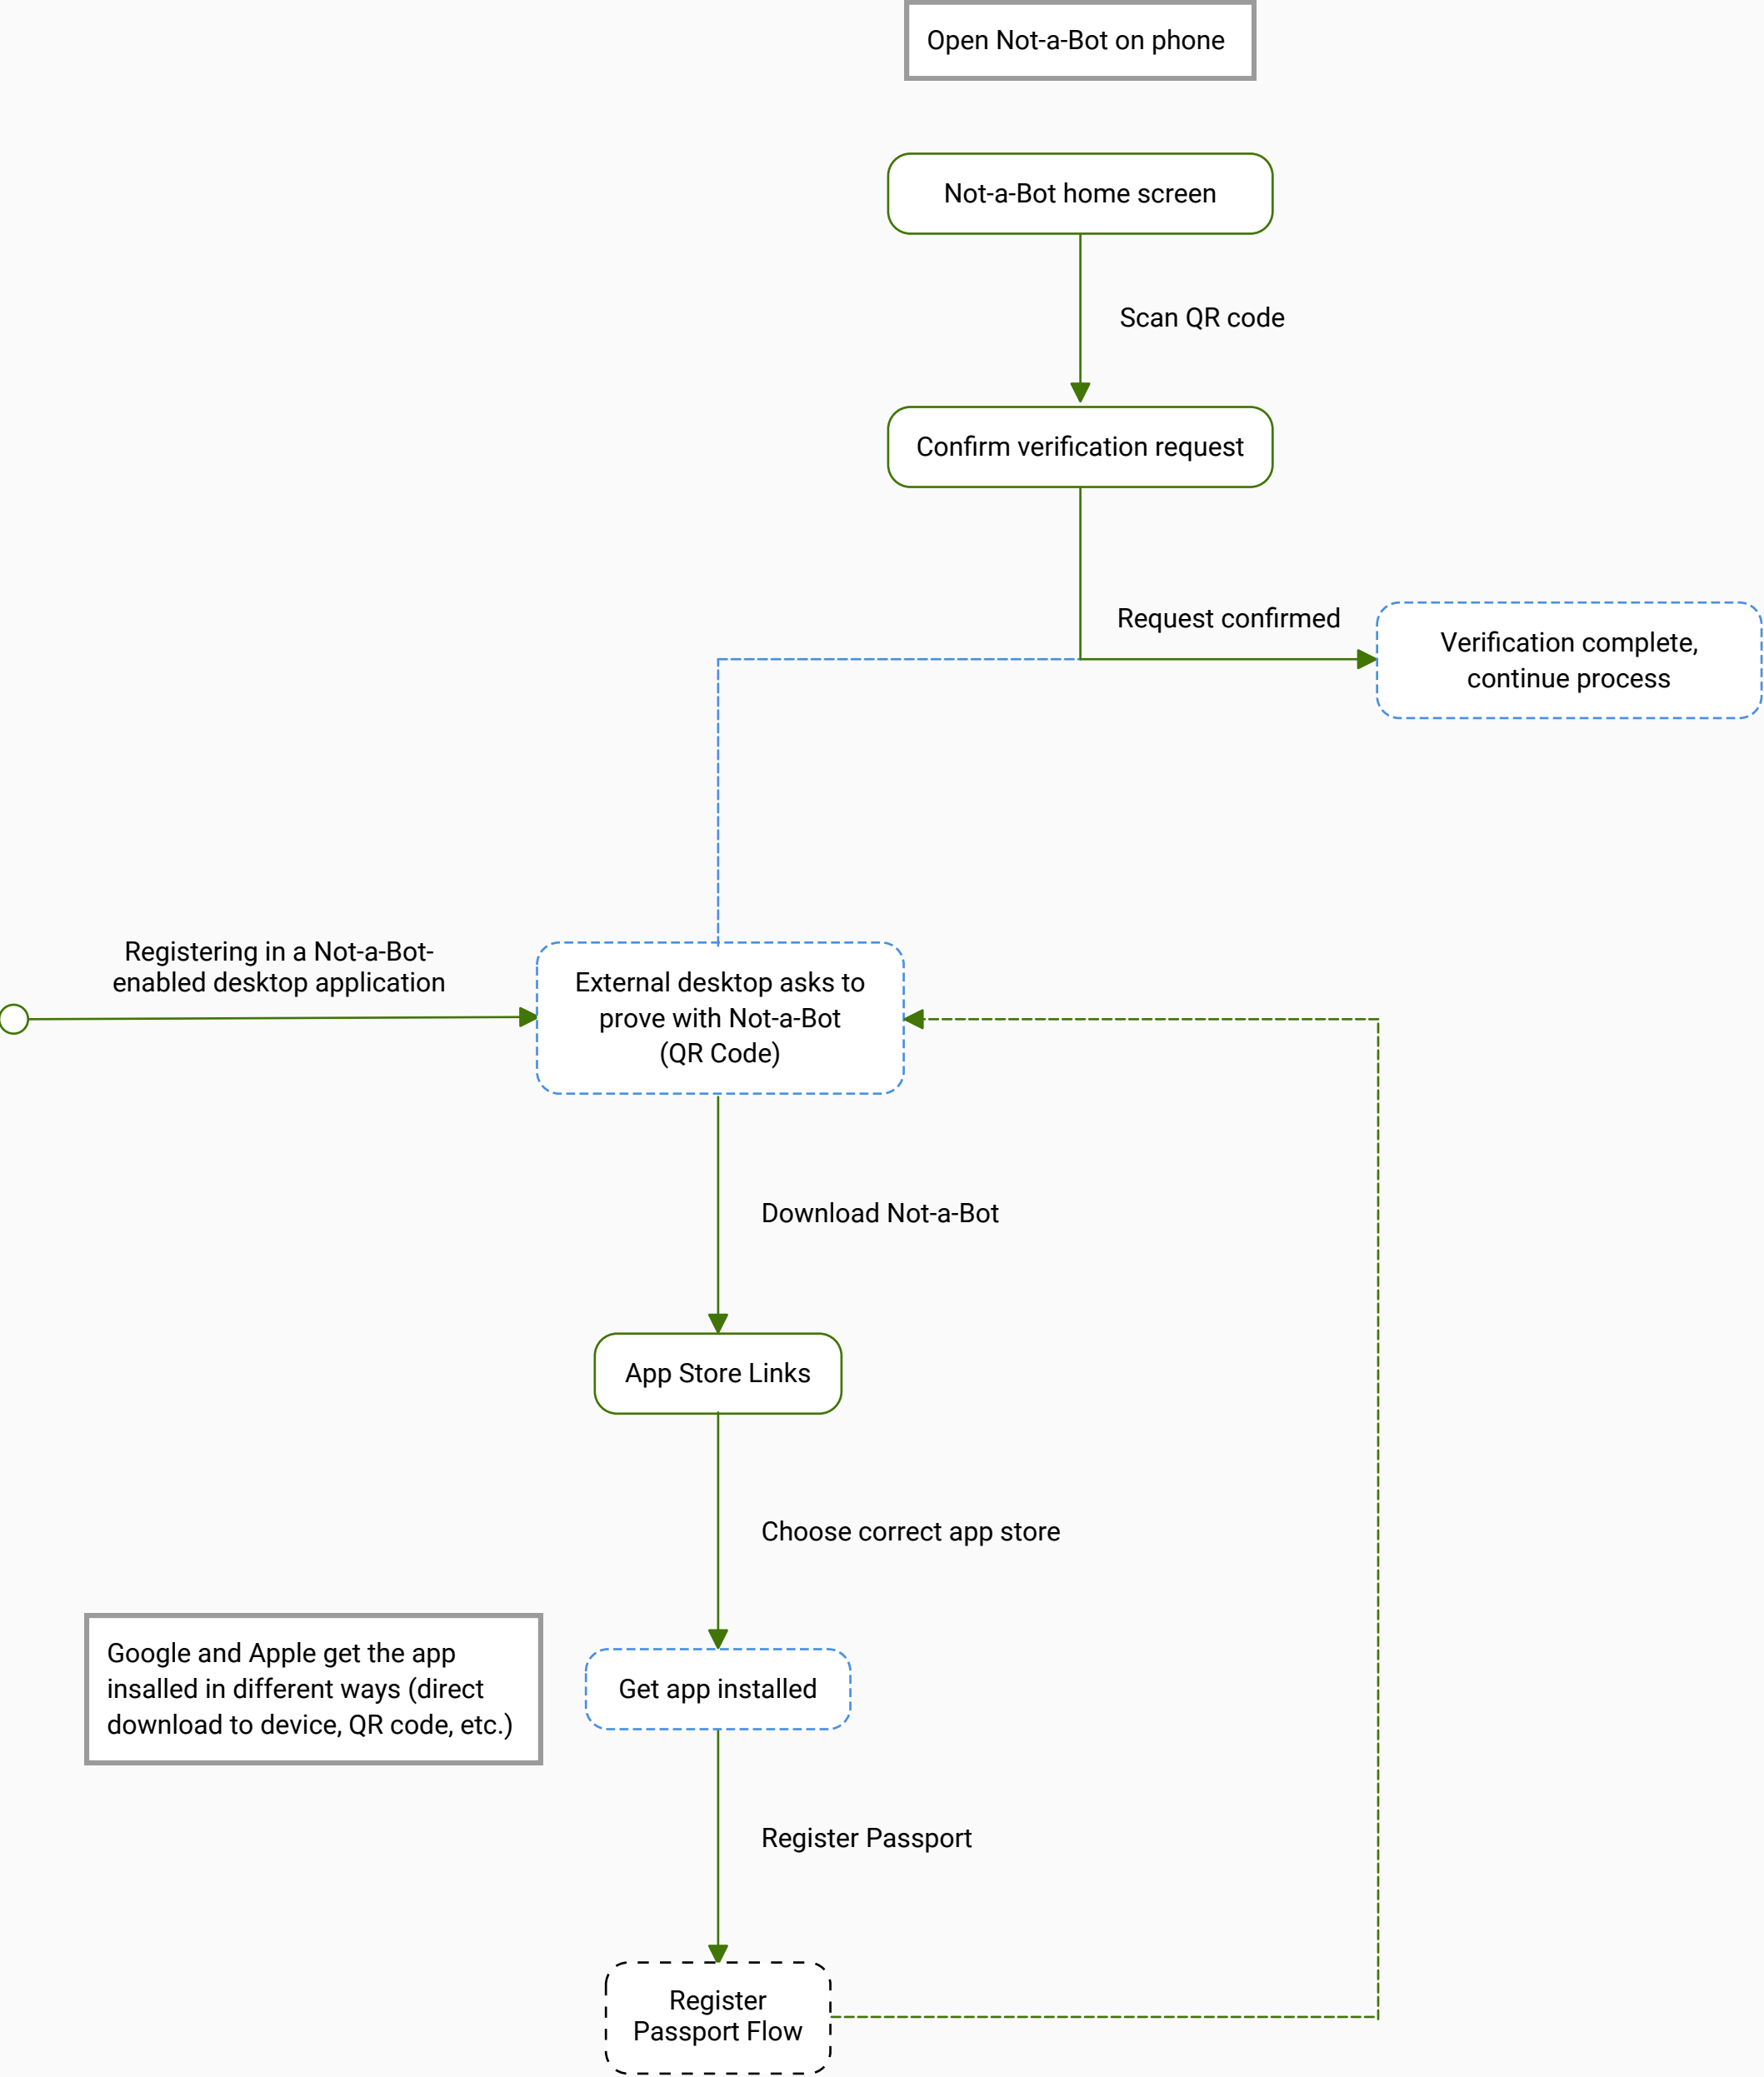 Open Not-a-Bot on phone
Not-a-Bot home screen
Scan QR code
Confirm verification request
Request confirmed
Verification complete,
continue process
Registering in a Not-a-Bot-
enabled desktop application
External desktop asks to
prove with Not-a-Bot
(QR Code)
Download Not-a-Bot
App Store Links
Choose correct app store
Google and Apple get the app
insalled in different ways (direct
download to device, QR code, etc.)
Get app installed
Register Passport
Register
Passport Flow